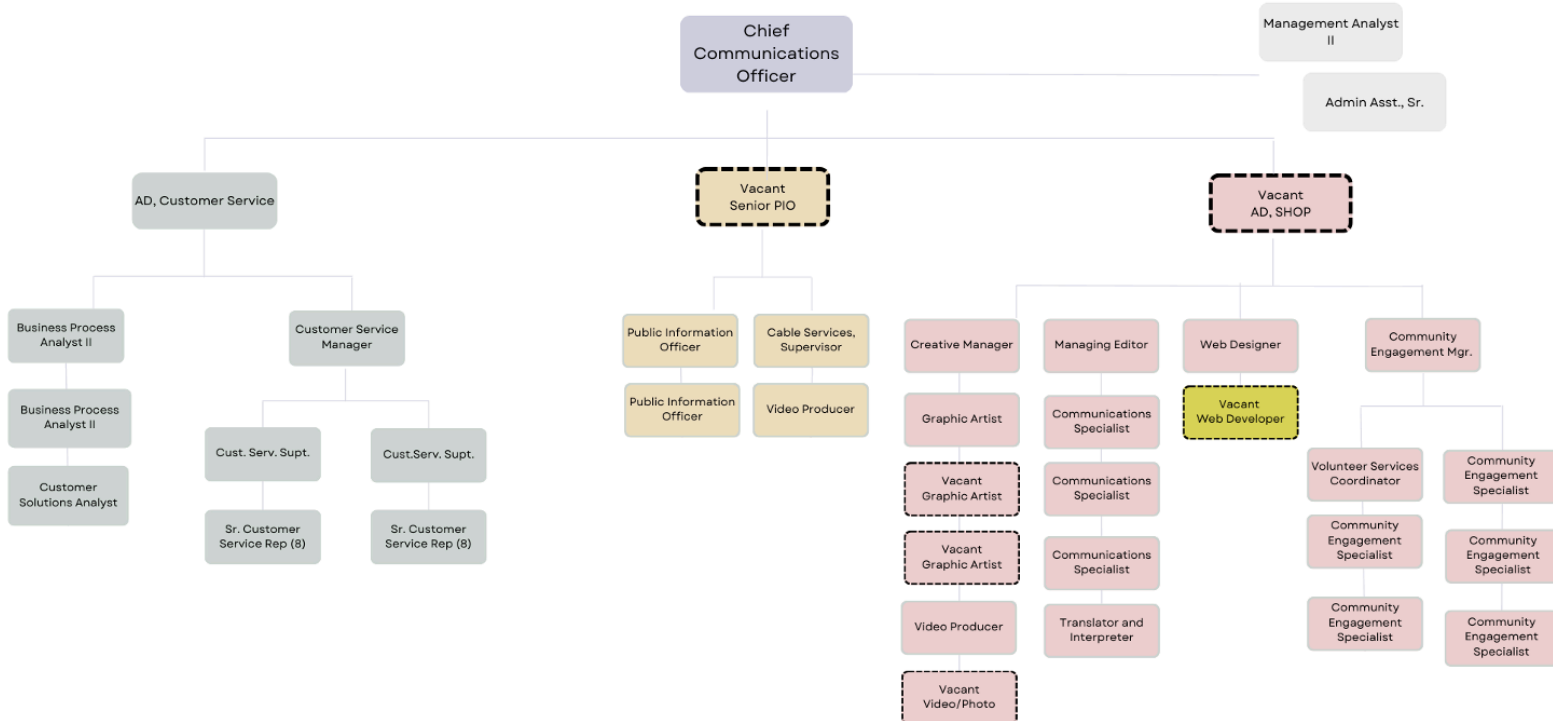 Chief
Communications
Officer
Management Analyst
II
Admin Asst., Sr.
AD, Customer Service
Vacant
Senior PIO
Vacant
AD, SHOP
Business Process
Analyst II
Business Process
Analyst II
Customer
Solutions Analyst
Customer Service
Manager
Cust. Serv. Supt.
Sr. Customer
Service Rep (8)
Cust.Serv. Supt.
Sr. Customer
Service Rep (8)
Public Information
Officer
Public Information
Officer
Cable Services,
Supervisor
Video Producer
Creative Manager
Graphic Artist
Vacant
Graphic Artist
Vacant
Graphic Artist
Video Producer
Vacant
Video/Photo
Managing Editor
Communications
Specialist
Communications
Specialist
Communications
Specialist
Translator and
Interpreter
Web Designer
Vacant
Web Developer
Community
Engagement Mgr.
Volunteer Services
Coordinator
Community
Engagement
Specialist
Community
Engagement
Specialist
Community
Engagement
Specialist
Community
Engagement
Specialist
Community
Engagement
Specialist